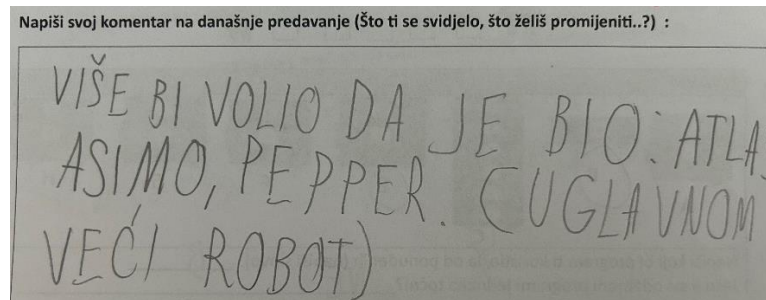 Napiši svoj komentar na današnje predavanje (Što ti se svidjelo, što želiš promijeniti..?) :
VIŠE BI VOLIO DA JE BIO: ATLA
ASIMO, PEPPER. (UGLAVNOM
VEĆI ROBOT)